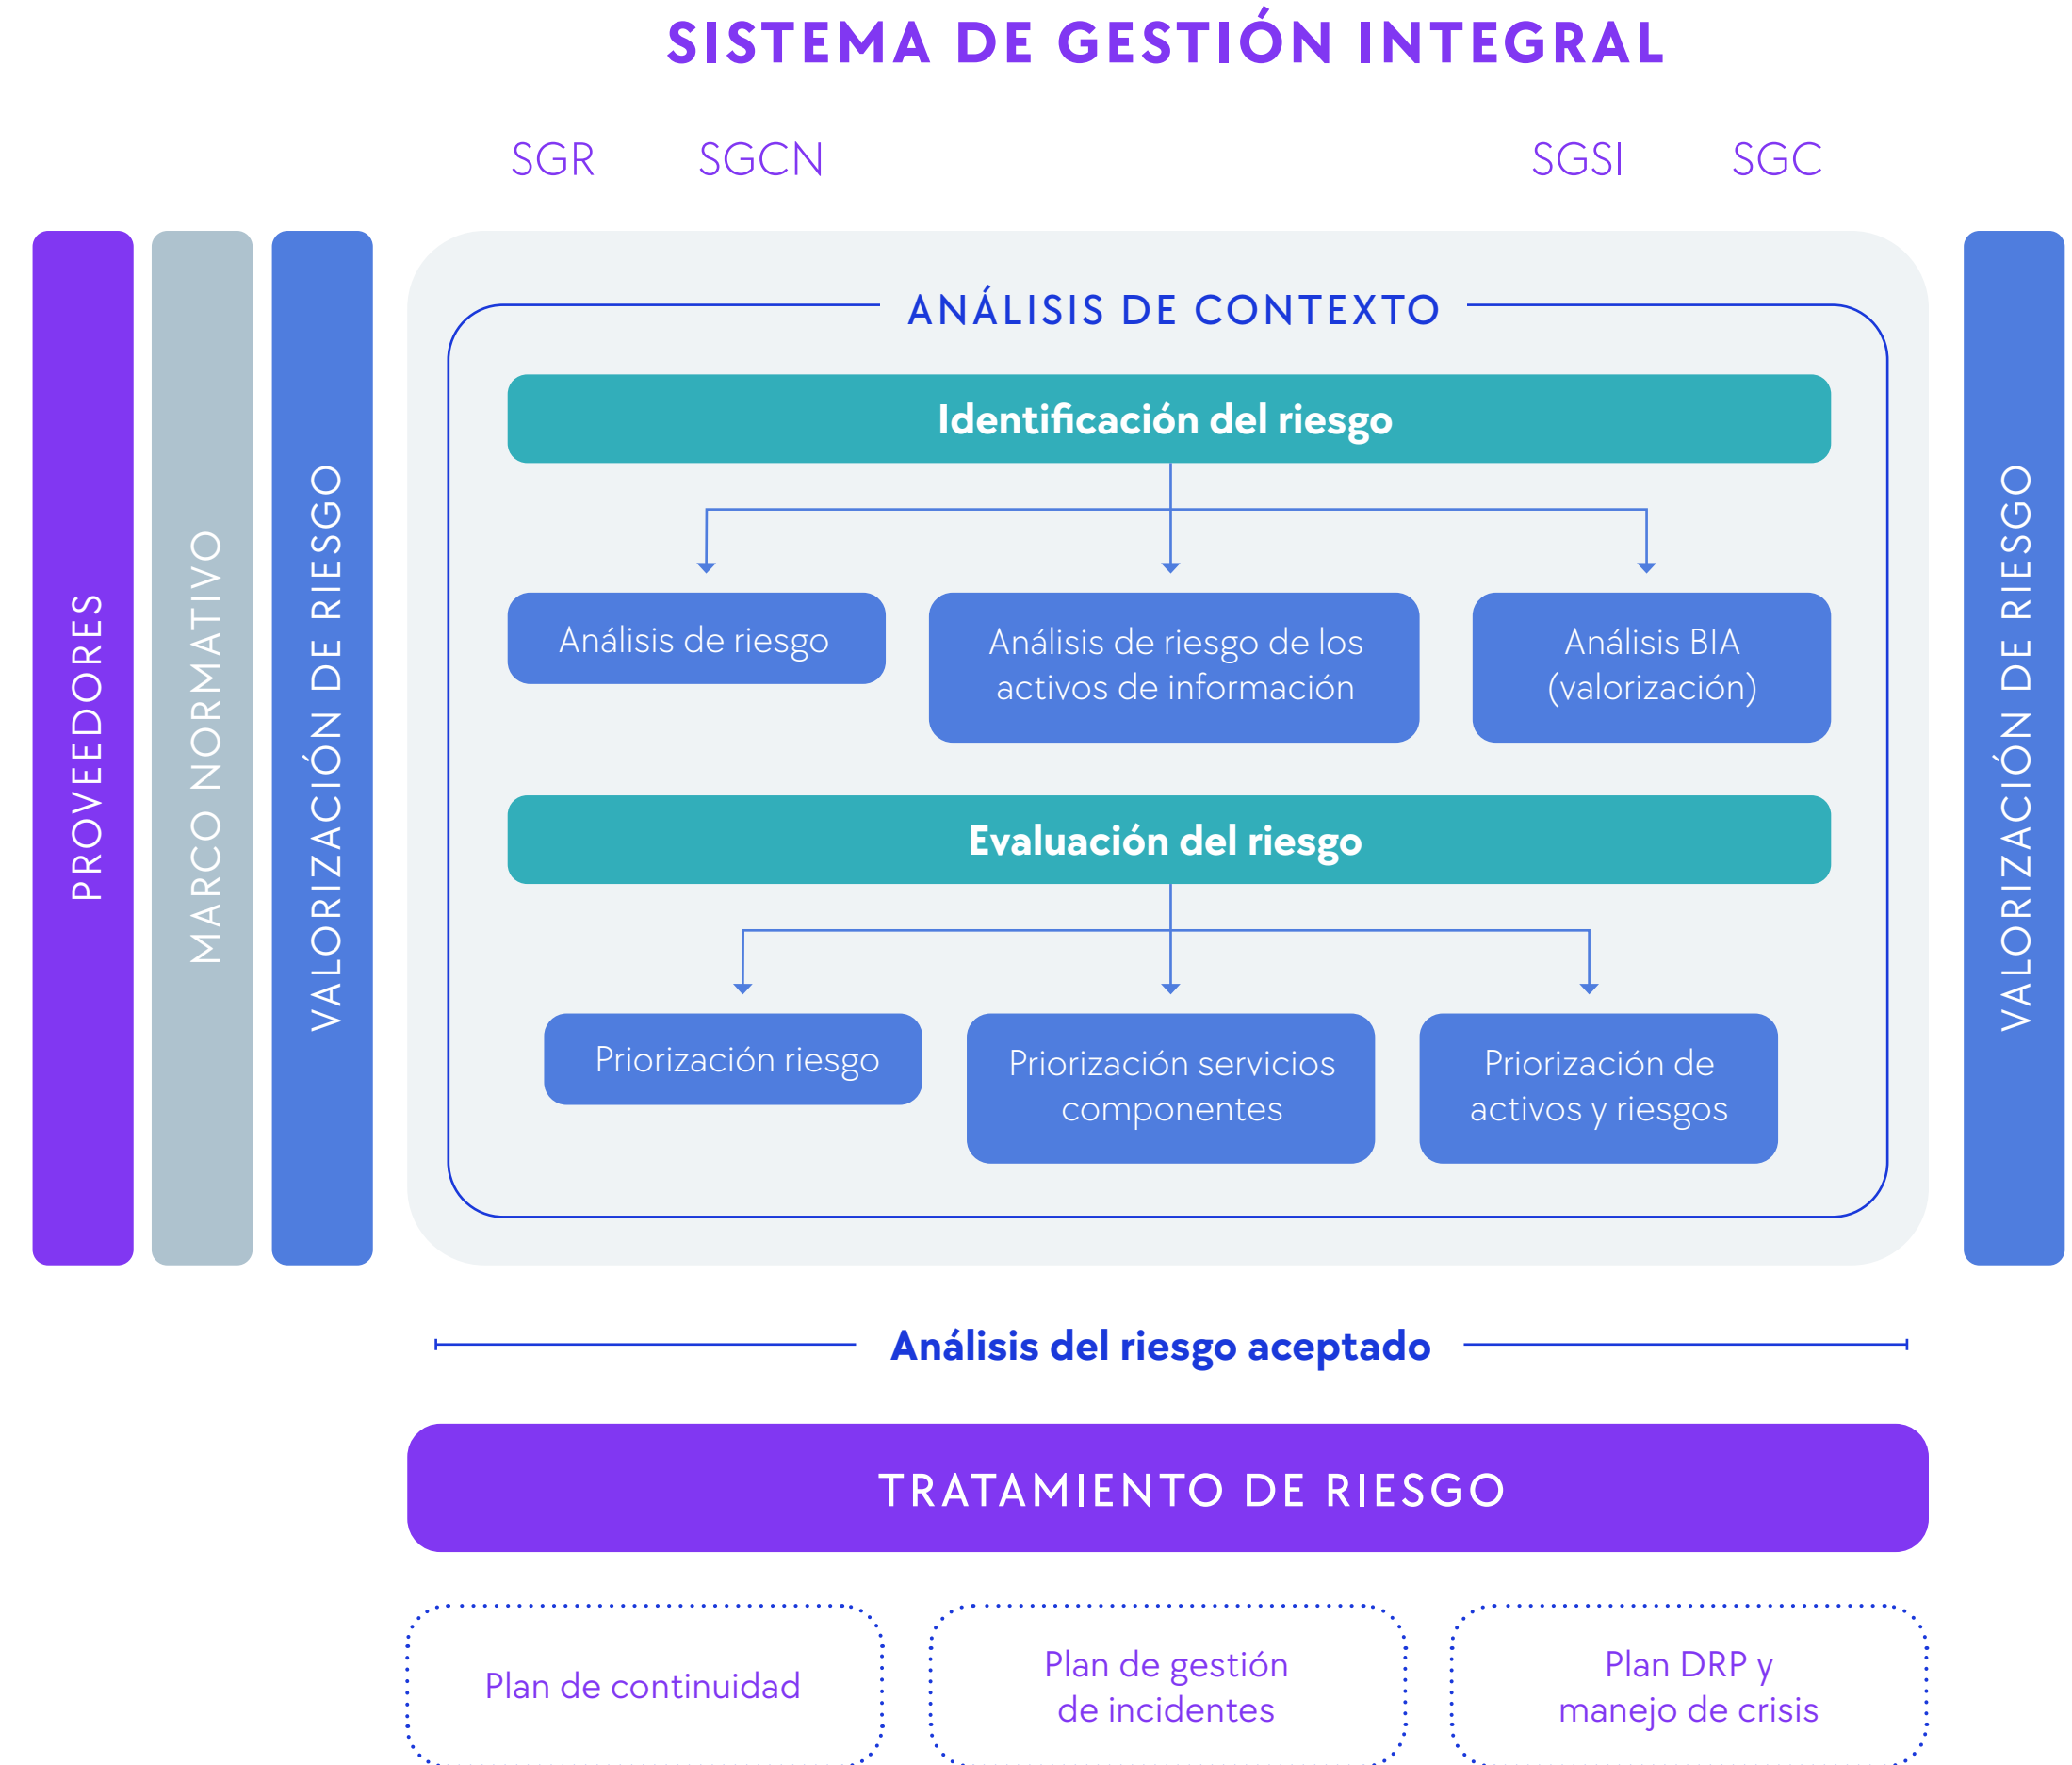 SISTEMA DE GESTIÓN INTEGRAL
SGR
SGCN
SGSI
SGC
PROVEEDORES
MARCO NORMATIVO
VALORIZACIÓN DE RIESGO
ANÁLISIS DE CONTEXTO
Identificación del riesgo
Análisis de riesgo
Análisis de riesgo de los
activos de información
Análisis BIA
(valorización)
Evaluación del riesgo
Priorización riesgo
Priorización servicios
componentes
Priorización de
activos y riesgos
VALORIZACIÓN DE RIESGO
Análisis del riesgo aceptado
TRATAMIENTO DE RIESGO
Plan de continuidad
Plan de gestión
de incidentes
Plan DRP y
manejo de crisis